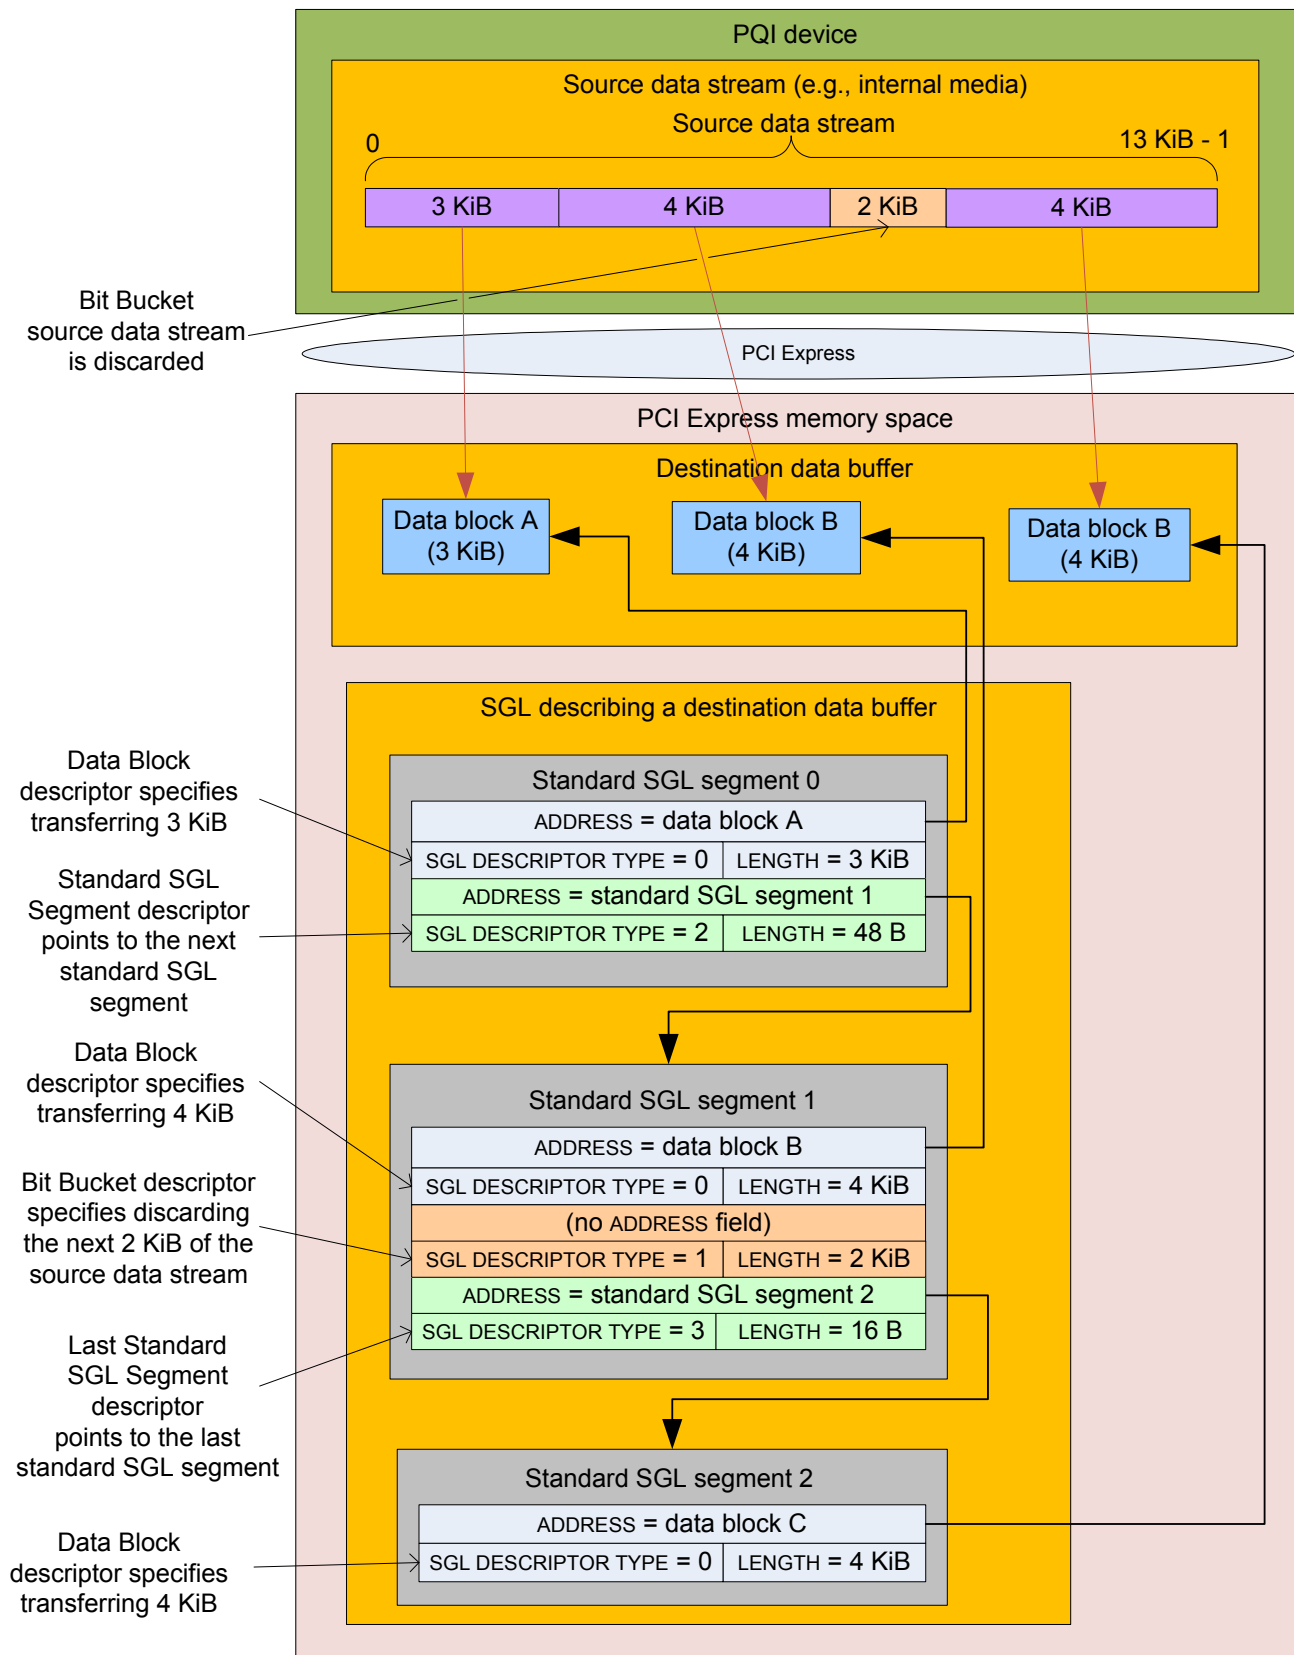 PQI device
Source data stream (e.g., internal media)
Source data stream
0
13 KiB - 1
3 KiB
4 KiB
2 KiB
4 KiB
Bit Bucket
source data stream
is discarded
PCI Express
PCI Express memory space
Destination data buffer
Data block A
(3 KiB)
Data block B
(4 KiB)
Data block B
(4 KiB)
SGL describing a destination data buffer
Data Block
descriptor specifies
transferring 3 KiB
Standard SGL segment 0
ADDRESS = data block A
SGL DESCRIPTOR TYPE = 0
LENGTH = 3 KiB
Standard SGL
Segment descriptor
points to the next
standard SGL
segment
ADDRESS = standard SGL segment 1
SGL DESCRIPTOR TYPE = 2
LENGTH = 48 B
Data Block
descriptor specifies
transferring 4 KiB
Standard SGL segment 1
ADDRESS = data block B
SGL DESCRIPTOR TYPE = 0
LENGTH = 4 KiB
Bit Bucket descriptor
specifies discarding
the next 2 KiB of the
source data stream
(no ADDRESS field)
SGL DESCRIPTOR TYPE = 1
LENGTH = 2 KiB
ADDRESS = standard SGL segment 2
SGL DESCRIPTOR TYPE = 3
LENGTH = 16 B
Last Standard
SGL Segment
descriptor
points to the last
standard SGL segment
Standard SGL segment 2
ADDRESS = data block C
SGL DESCRIPTOR TYPE = 0
LENGTH = 4 KiB
Data Block
descriptor specifies
transferring 4 KiB